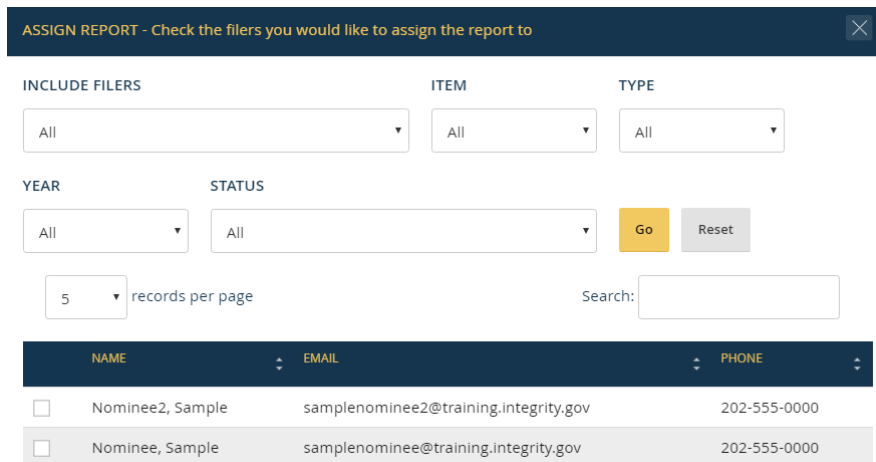 ASSIGN REPORT - Check the filers you would like to assign the report to
INCLUDE FILERS ITEM TYPE
All All All
YEAR STATUS
All All Go Reset
5 records per page Search:
NAME EMAIL PHONE
Nominee2, Sample samplenominee2@training.integrity.gov 202-555-0000
Nominee, Sample samplenominee@training.integrity.gov 202-555-0000